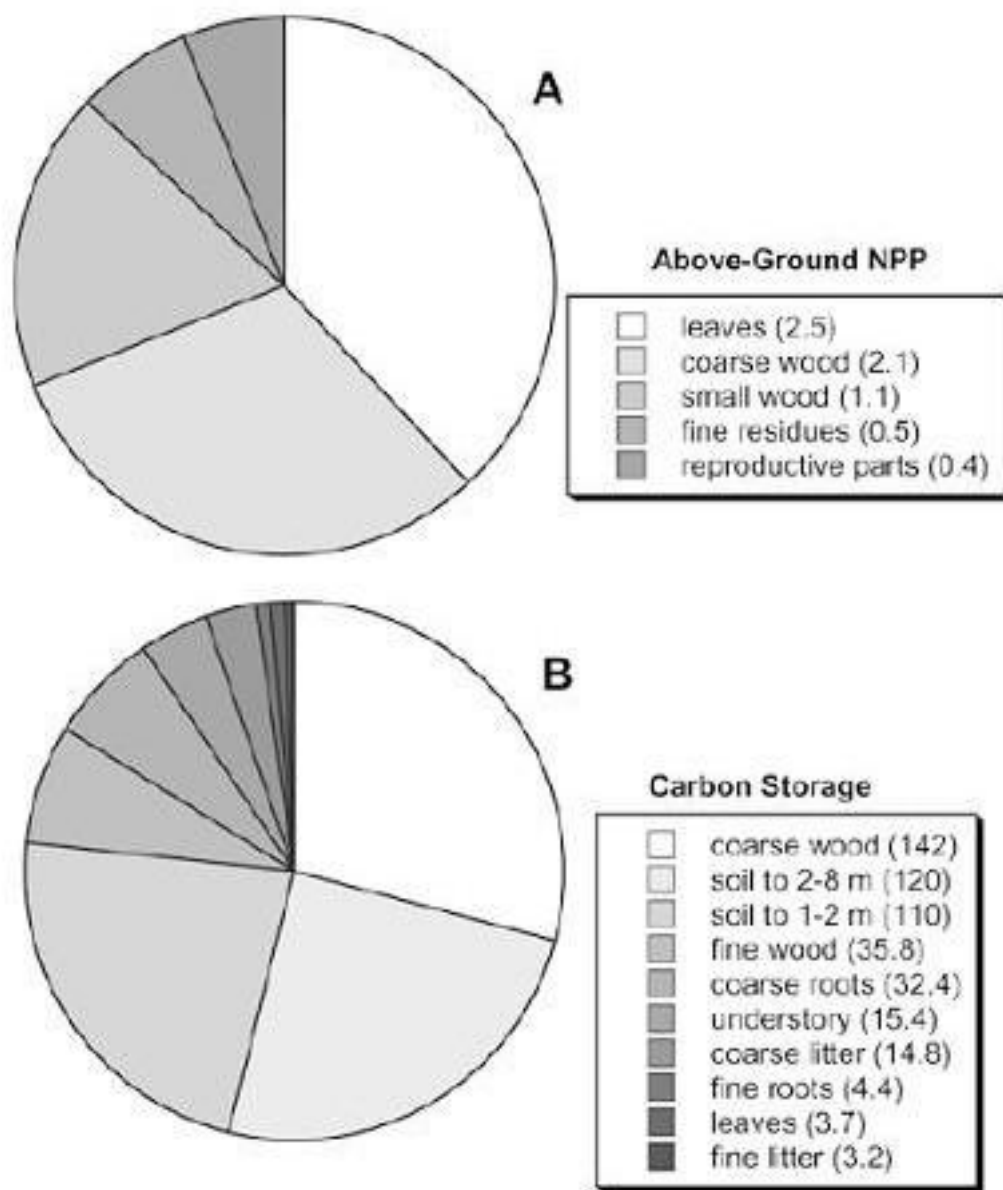 A
Above-Ground NPP
leaves (2.5)
coarse wood (2.1)
small wood (1.1)
fine residues (0.5)
reproductive parts (0.4)
B
Carbon Storage
coarse wood (142)
soil to 2-8 m (120)
soil to 1-2 m (110)
fine wood (35.8)
coarse roots (32.4)
understory (15.4)
coarse litter (14.8)
fine roots (4.4)
leaves (3.7)
fine litter (3.2)